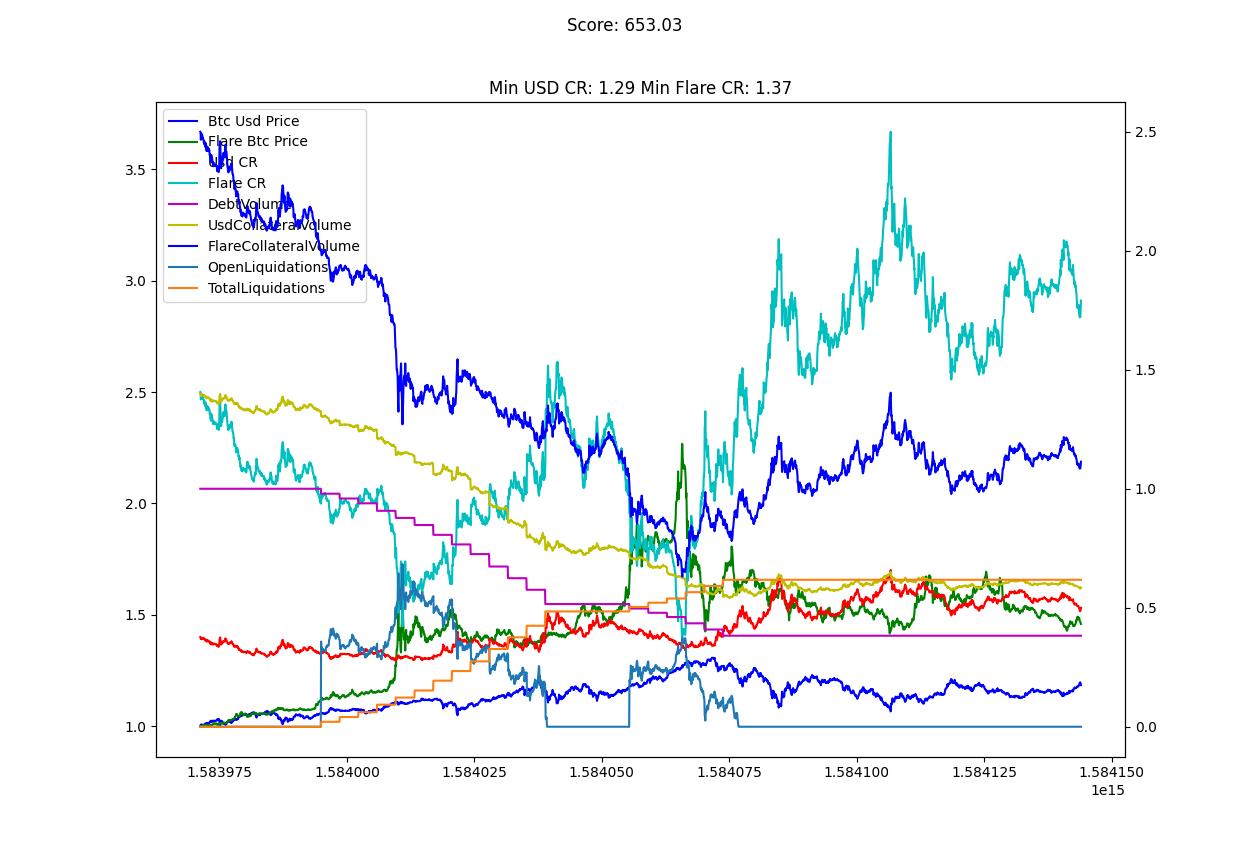 Score: 653.03
Min USD CR: 1.29 Min Flare CR: 1.37
Btc Usd Price
Flare Btc Price
Usd CR
Flare CR
DebtVolume
UsdCollateralVolume
FlareCollateralVolume
OpenLiquidations
TotalLiquidations
3.5
3.0
2.5
2.0
1.5
1.0
2.5
2.0
1.5
1.0
0.5
0.0
1.583975
1.584000
1.584025
1.584050
1.584075
1.584100
1.584125
1.584150
1e15